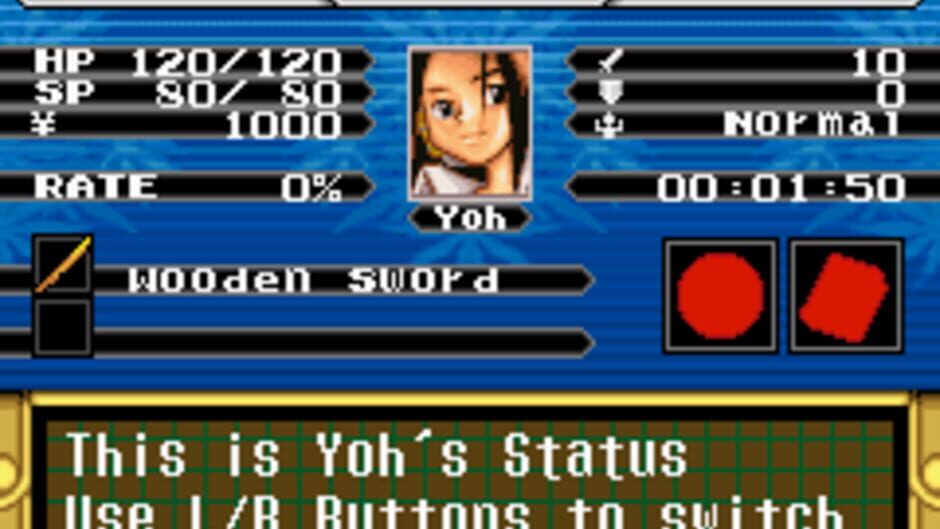 HP 120/120
SP 80/ 80
¥ 1000
RATE 0%
Yoh
10
0
Normal
00:01:50
Wooden Sword
This is Yoh's Status
Use L/R Buttons to switch